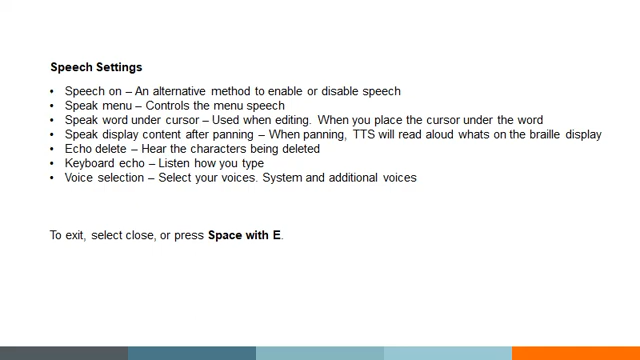 Speech Settings
• Speech on – An alternative method to enable or disable speech
• Speak menu – Controls the menu speech
• Speak word under cursor – Used when editing. When you place the cursor under the word
• Speak display content after panning – When panning, TTS will read aloud whats on the braille display
• Echo delete – Hear the characters being deleted
• Keyboard echo – Listen how you type
• Voice selection – Select your voices. System and additional voices
To exit, select close, or press Space with E.